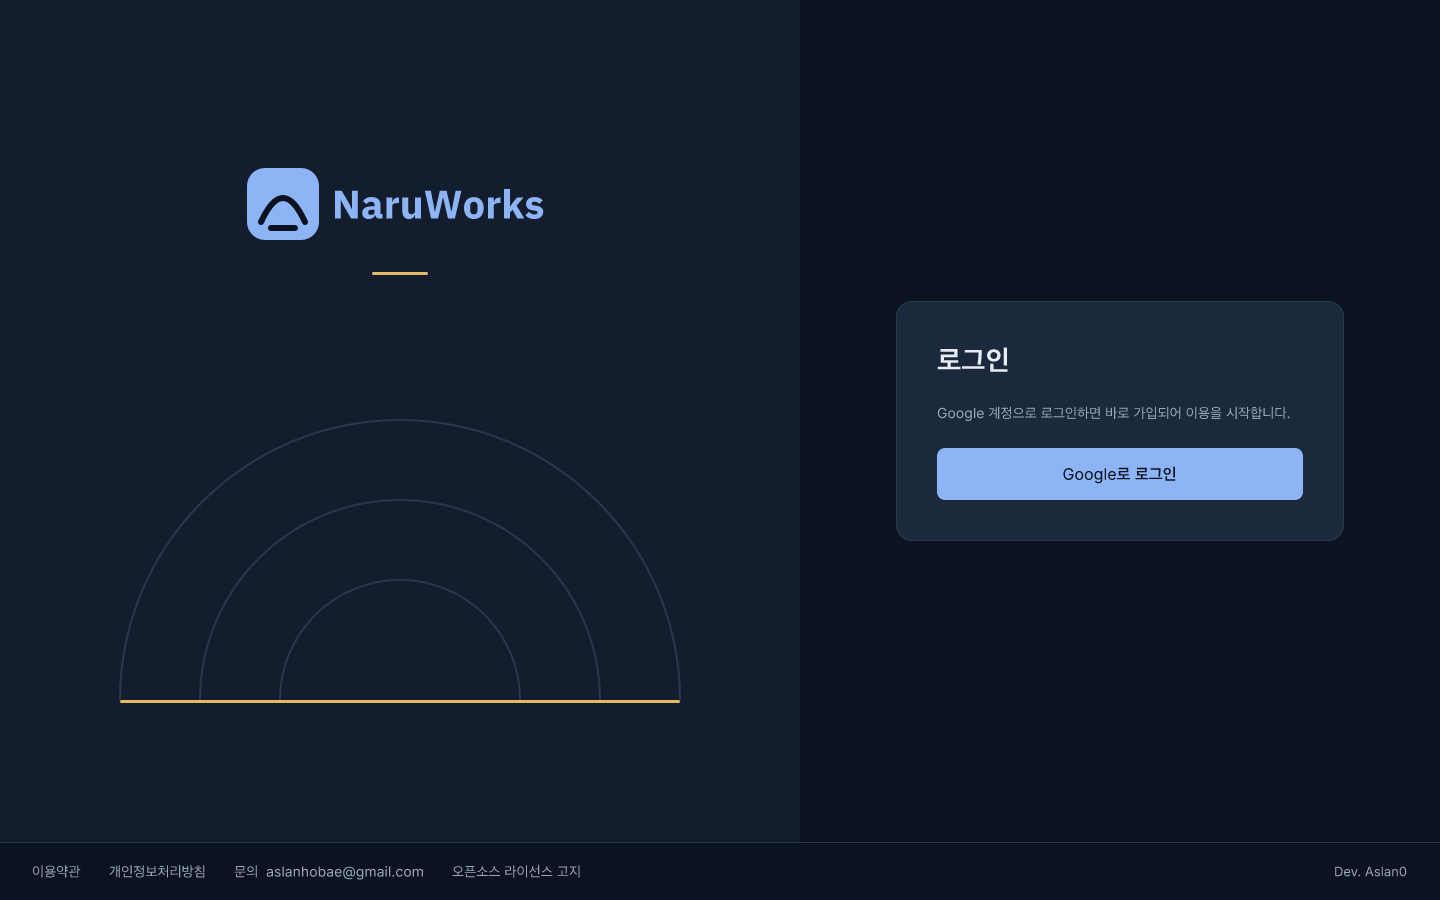 NaruWorks
로그인
Google 계정으로 로그인하면 바로 가입되어 이용을 시작합니다.
Google로 로그인
이용약관 개인정보처리방침 문의 aslanhobae@gmail.com 오픈소스 라이선스 고지 Dev. Aslan0